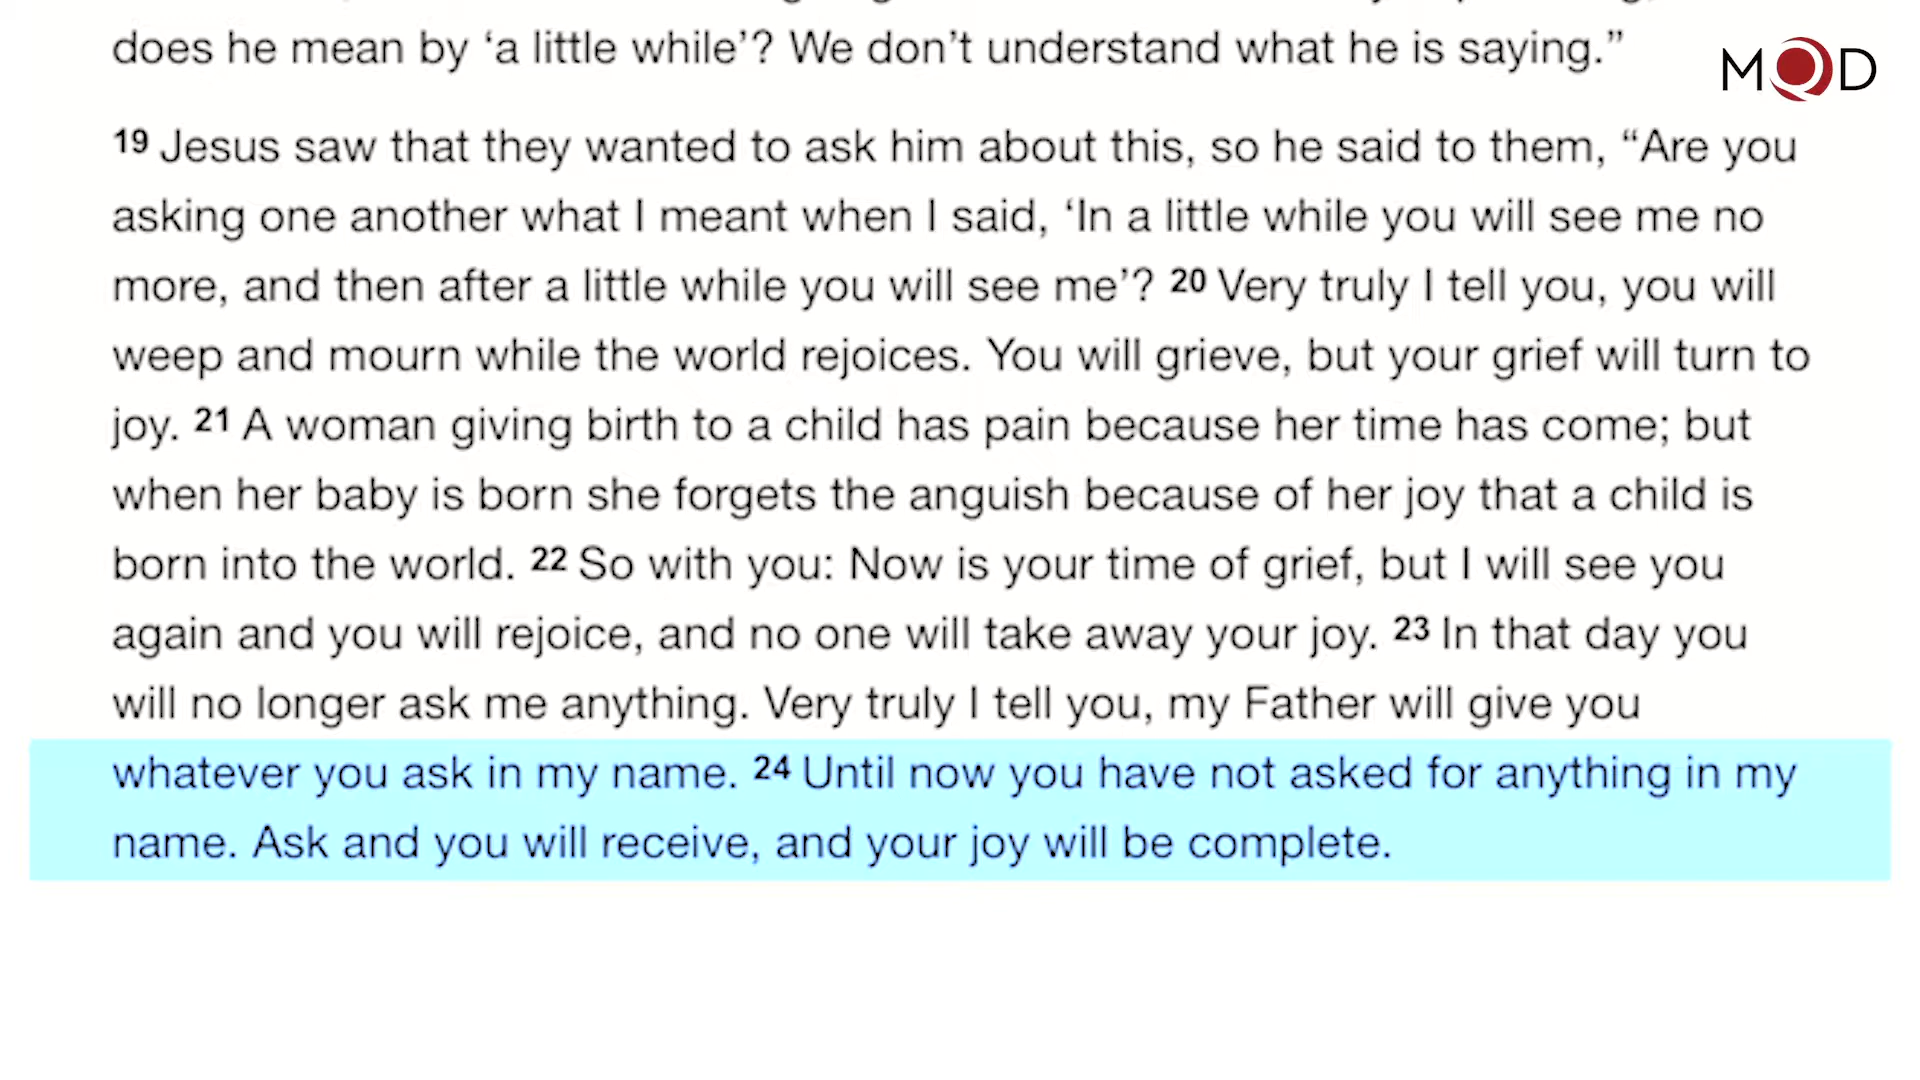 does he mean by ‘a little while’? We don’t understand what he is saying.”
MQD
19 Jesus saw that they wanted to ask him about this, so he said to them, “Are you
asking one another what I meant when I said, ‘In a little while you will see me no
more, and then after a little while you will see me’? 20 Very truly I tell you, you will
weep and mourn while the world rejoices. You will grieve, but your grief will turn to
joy. 21 A woman giving birth to a child has pain because her time has come; but
when her baby is born she forgets the anguish because of her joy that a child is
born into the world. 22 So with you: Now is your time of grief, but I will see you
again and you will rejoice, and no one will take away your joy. 23 In that day you
will no longer ask me anything. Very truly I tell you, my Father will give you
whatever you ask in my name. 24 Until now you have not asked for anything in my
name. Ask and you will receive, and your joy will be complete.